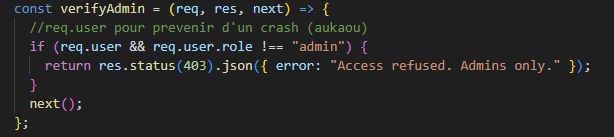 const verifyAdmin = (req, res, next) => {
  //req.user pour prevenir d'un crash (aukaou)
  if (req.user && req.user.role !== "admin") {
    return res.status(403).json({ error: "Access refused. Admins only." });
  }
  next();
};